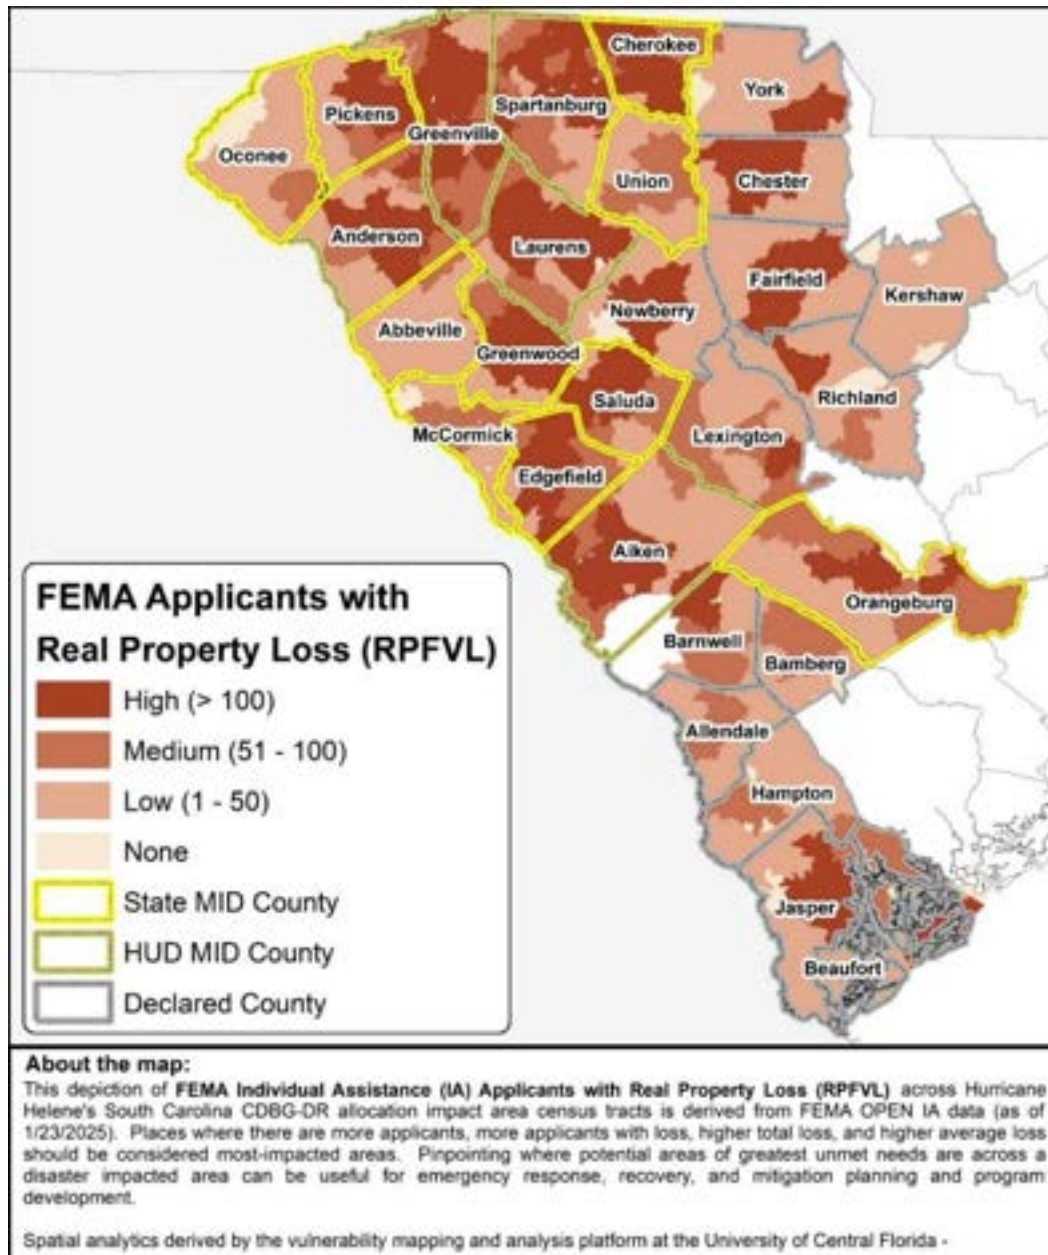 Cherokee
York
Pickens
Spartanburg
Greenville
Oconee
Union
Chester
Anderson
Laurens
Fairfield
Kershaw
Newberry
Abbeville
Greenwood
Richland
Saluda
McCormick
Lexington
Edgefield
Aiken
Orangeburg
Barnwell
Bamberg
Allendale
Hampton
Jasper
Beaufort
FEMA Applicants with
Real Property Loss (RPFVL)
High (> 100)
Medium (51 - 100)
Low (1 - 50)
None
State MID County
HUD MID County
Declared County
About the map:
This depiction of FEMA Individual Assistance (IA) Applicants with Real Property Loss (RPFVL) across Hurricane
Helene's South Carolina CDBG-DR allocation impact area census tracts is derived from FEMA OPEN IA data (as of
1/23/2025). Places where there are more applicants, more applicants with loss, higher total loss, and higher average loss
should be considered most-impacted areas. Pinpointing where potential areas of greatest unmet needs are across a
disaster impacted area can be useful for emergency response, recovery, and mitigation planning and program
development.
Spatial analytics derived by the vulnerability mapping and analysis platform at the University of Central Florida -